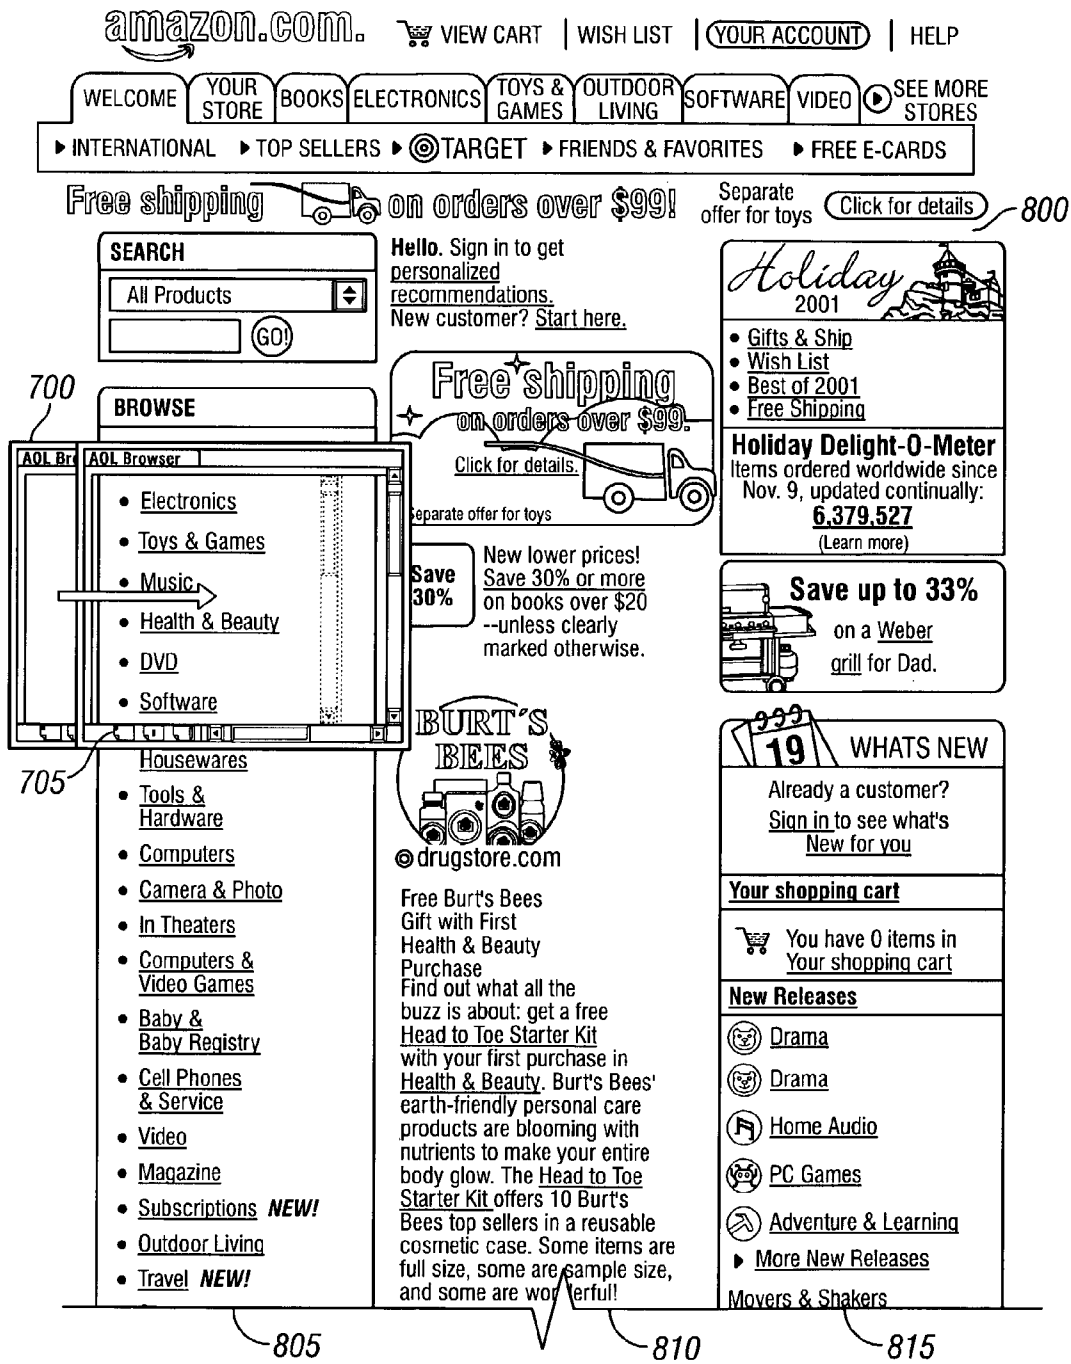 amazon.com.
VIEW CART
WISH LIST
YOUR ACCOUNT
HELP
WELCOME
YOUR STORE
BOOKS
ELECTRONICS
TOYS & GAMES
OUTDOOR LIVING
SOFTWARE
VIDEO
SEE MORE STORES
INTERNATIONAL
TOP SELLERS
TARGET
FRIENDS & FAVORITES
FREE E-CARDS
Free shipping on orders over $99!
Separate
offer for toys
Click for details
800
SEARCH
All Products
GO!
700
BROWSE
AOL Br
AOL Browser
Electronics
Toys & Games
Music
Health & Beauty
DVD
Software
705
Housewares
Tools &
Hardware
Computers
Camera & Photo
In Theaters
Computers &
Video Games
Baby &
Baby Registry
Cell Phones
& Service
Video
Magazine
Subscriptions NEW!
Outdoor Living
Travel NEW!
805
Hello. Sign in to get
personalized
recommendations.
New customer? Start here.
Free shipping
on orders over $99.
Click for details.
Separate offer for toys
Save
30%
New lower prices!
Save 30% or more
on books over $20
--unless clearly
marked otherwise.
BURT'S
BEES
drugstore.com
Free Burt's Bees
Gift with First
Health & Beauty
Purchase
Find out what all the
buzz is about: get a free
Head to Toe Starter Kit
with your first purchase in
Health & Beauty. Burt's Bees'
earth-friendly personal care
products are blooming with
nutrients to make your entire
body glow. The Head to Toe
Starter Kit offers 10 Burt's
Bees top sellers in a reusable
cosmetic case. Some items are
full size, some are sample size,
and some are wonderful!
810
Holiday
2001
Gifts & Ship
Wish List
Best of 2001
Free Shipping
Holiday Delight-O-Meter
Items ordered worldwide since
Nov. 9, updated continually:
6,379,527
(Learn more)
Save up to 33%
on a Weber
grill for Dad.
19
WHATS NEW
Already a customer?
Sign in to see what's
New for you
Your shopping cart
You have 0 items in
Your shopping cart
New Releases
Drama
Drama
Home Audio
PC Games
Adventure & Learning
More New Releases
Movers & Shakers
815